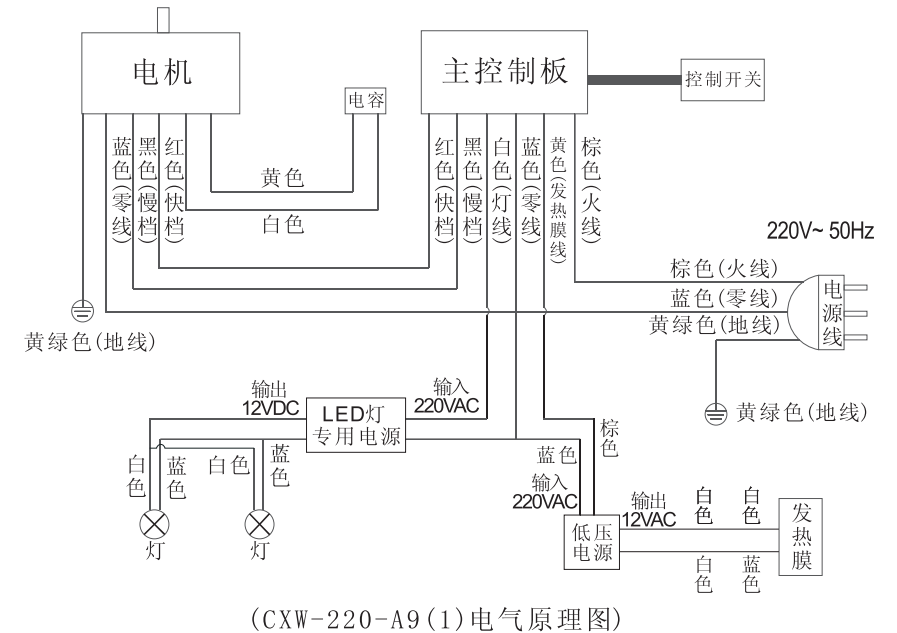 电机
主控制板
控制开关
电容
蓝色(零线)
黑色(慢档)
红色(快档)
黄色
白色
红色(快档)
黑色(慢档)
白色(灯线)
蓝色(零线)
黄色(发热膜线)
棕色(火线)
220V~ 50Hz
棕色(火线)
蓝色(零线)
黄绿色(地线)
电源线
黄绿色(地线)
黄绿色(地线)
输出
12VDC
LED灯
专用电源
输入
220VAC
白色
蓝色
白色
蓝色
灯
灯
蓝色
棕色
输入
220VAC
低压
电源
输出
12VAC
白色
白色
白色
蓝色
发热膜
(CXW-220-A9(1)电气原理图)